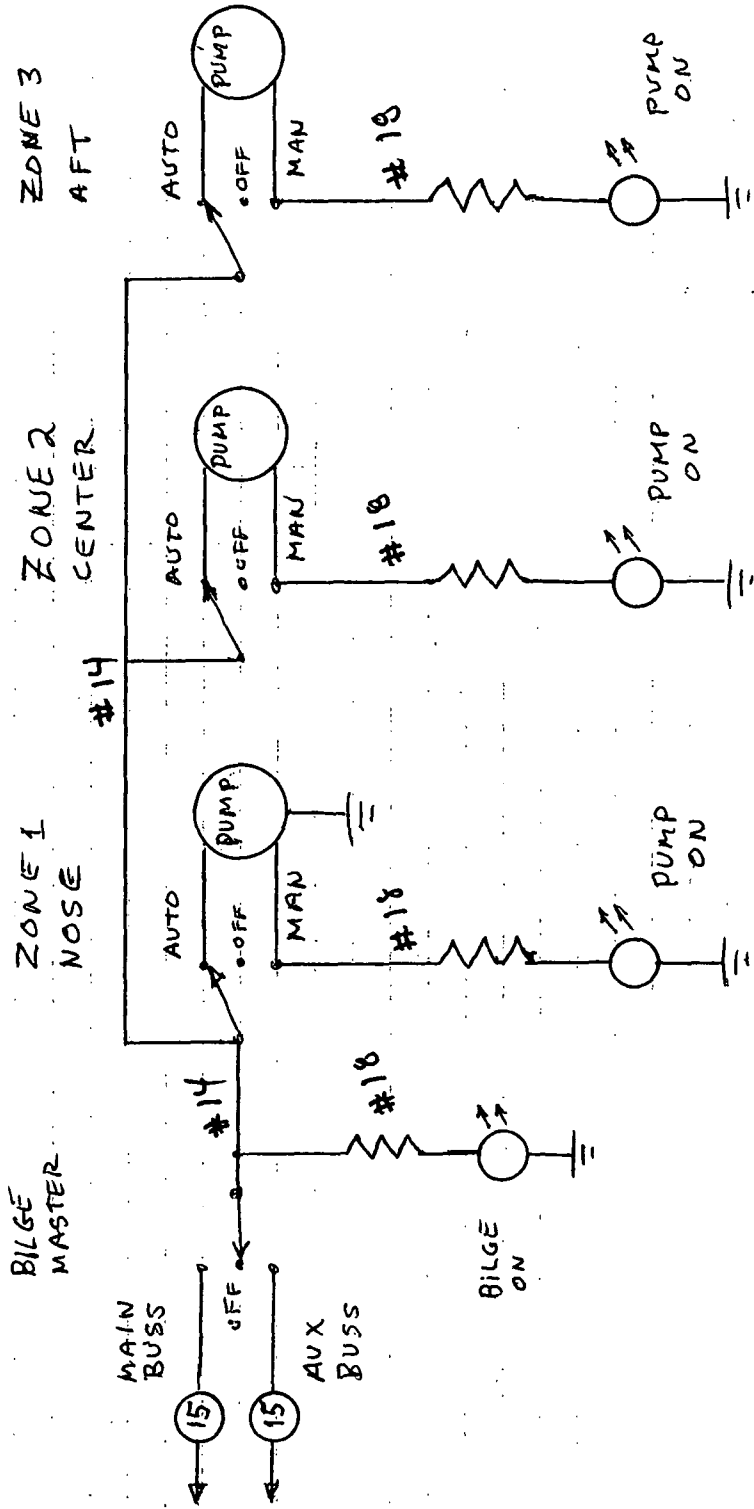 BILGE
MASTER
MAIN
BUSS
15
OFF
15
AUX
BUSS
BILGE
ON
#14
#18
ZONE 1
NOSE
AUTO
OFF
MAN
PUMP
#18
PUMP
ON
#14
ZONE 2
CENTER
AUTO
OFF
MAN
PUMP
#18
PUMP
ON
ZONE 3
AFT
AUTO
OFF
MAN
PUMP
#18
PUMP
ON